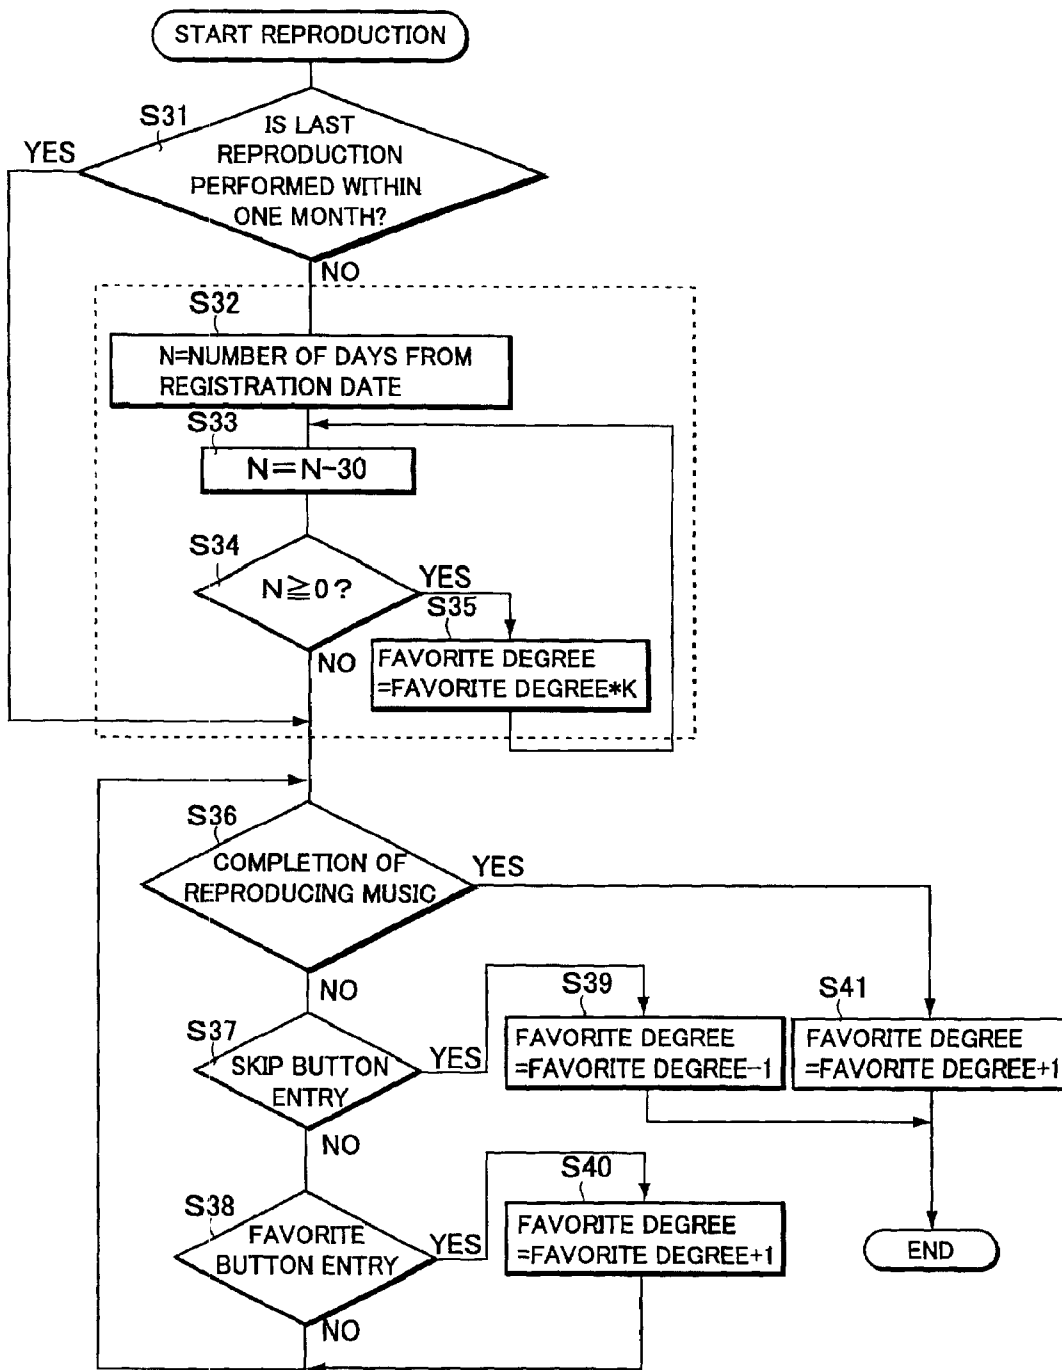 START REPRODUCTION
S31
IS LAST
REPRODUCTION
PERFORMED WITHIN
ONE MONTH?
YES
NO
S32
N=NUMBER OF DAYS FROM
REGISTRATION DATE
S33
N=N-30
S34
N≧0?
YES
NO
S35
FAVORITE DEGREE
=FAVORITE DEGREE*K
S36
COMPLETION OF
REPRODUCING MUSIC
YES
NO
S37
SKIP BUTTON
ENTRY
YES
NO
S39
FAVORITE DEGREE
=FAVORITE DEGREE-1
S41
FAVORITE DEGREE
=FAVORITE DEGREE+1
S38
FAVORITE
BUTTON ENTRY
YES
NO
S40
FAVORITE DEGREE
=FAVORITE DEGREE+1
END